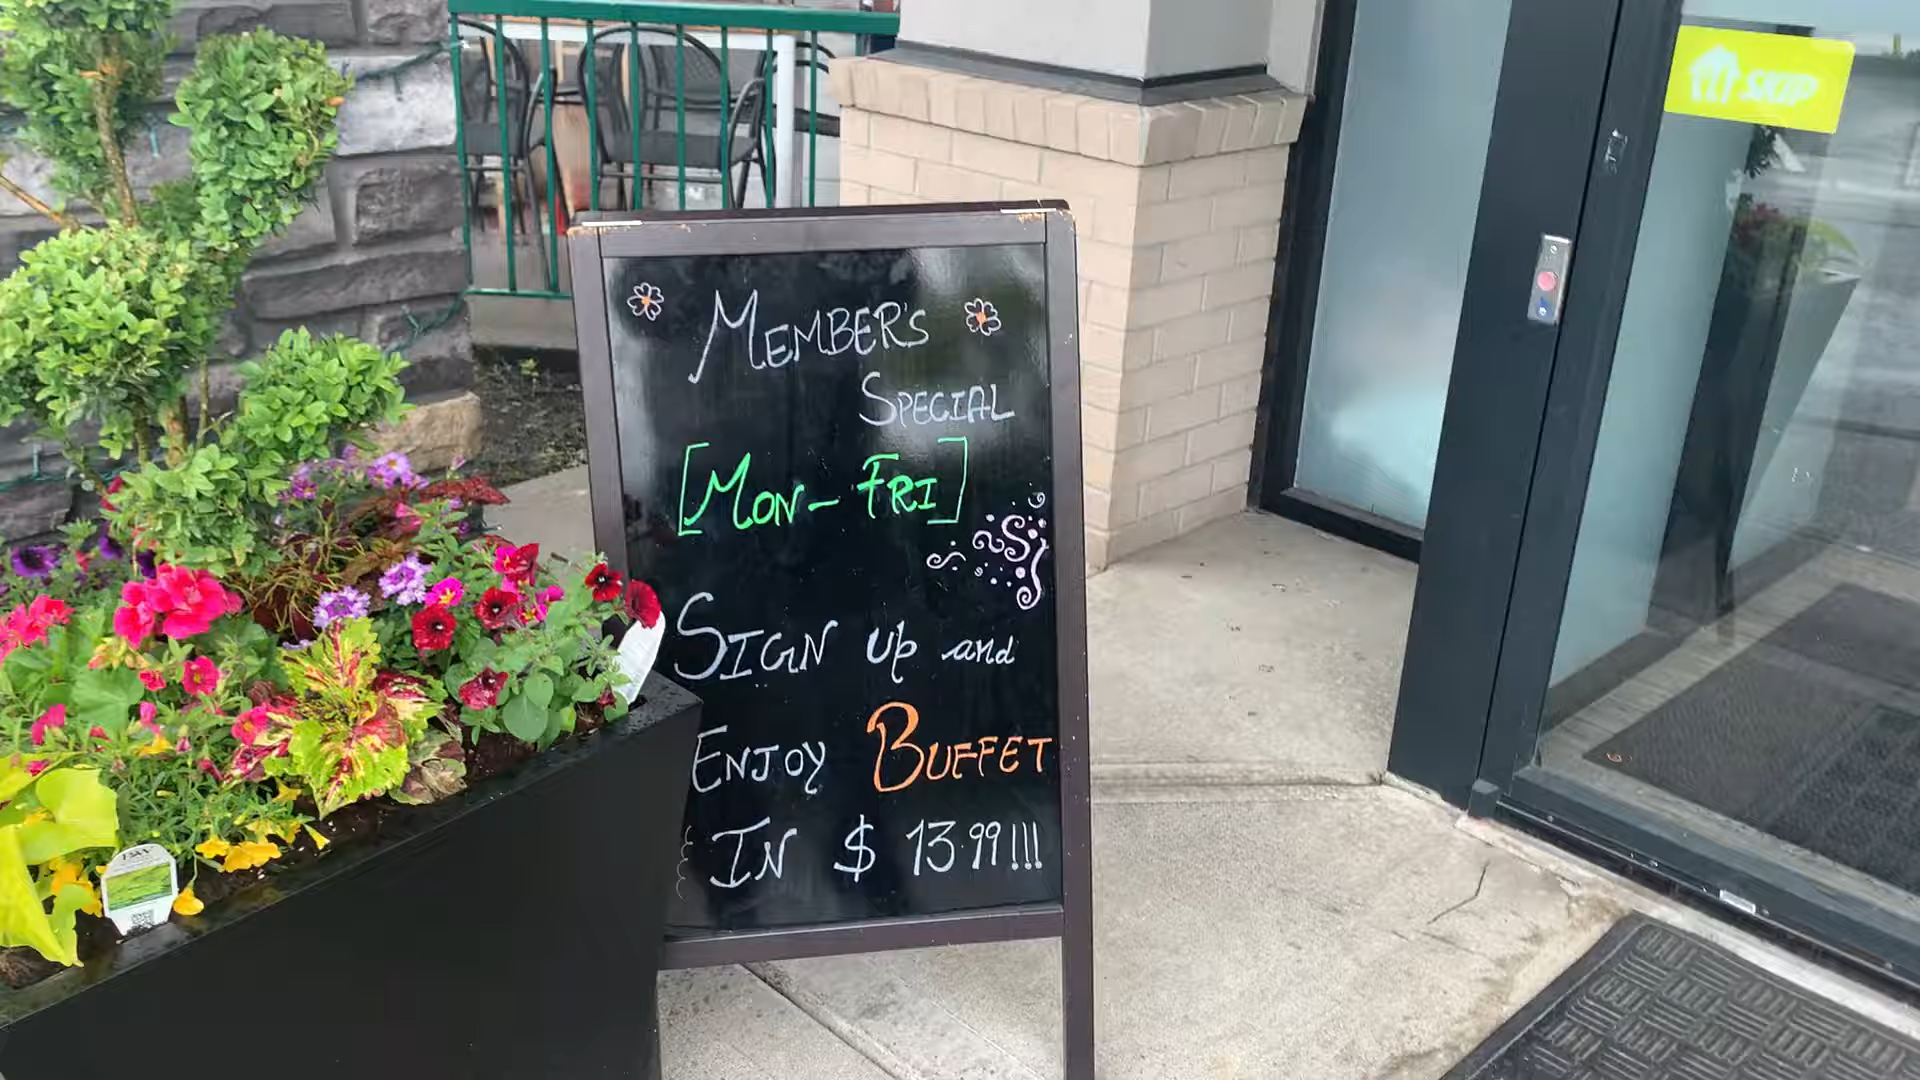 MEMBER'S
SPECIAL
[MON-FRI]
SIGN up and
ENJOY BUFFET
IN $ 13.99!!!
SKIP